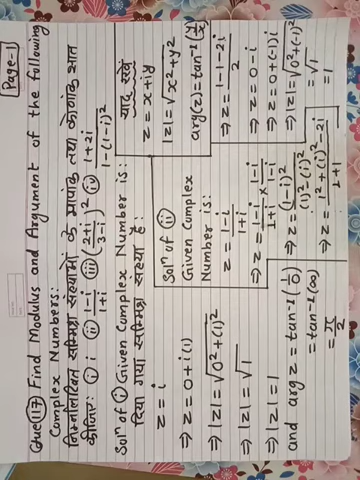 Page-1
Que (117) Find Modulus and Argument of the following
Complex Numbers:
निम्नलिखित सम्मिश्र संख्याओं के मापांक तथा कोणांक ज्ञात
कीजिए: (i) i (ii) 1-i/1+i (iii) (2+i/3-i)² (iv) 1+2i/1-(1-i)²
Solⁿ of (i) Given Complex Number is:
दिया गया सम्मिश्र संख्या है:
z = i
⇒ z = 0 + i(1)
⇒ |z| = √0²+(1)²
⇒ |z| = √1
⇒ |z| = 1
and arg z = tan⁻¹(1/0)
= tan⁻¹(∞)
= π/2
Solⁿ of (ii)
Given Complex
Number is:
z = 1-i/1+i
⇒ z = 1-i/1+i × 1-i/1-i
⇒ z = (1-i)²/(1)²-(i)²
⇒ z = 1²+(i)²-2i/1+1
याद रखें
z = x+iy
|z| = √x²+y²
arg(z) = tan⁻¹(y/x)
⇒ z = 1-1-2i/2
⇒ z = 0-i
⇒ z = 0+(-1)i
⇒ |z| = √0²+(-1)²
= √1
= 1